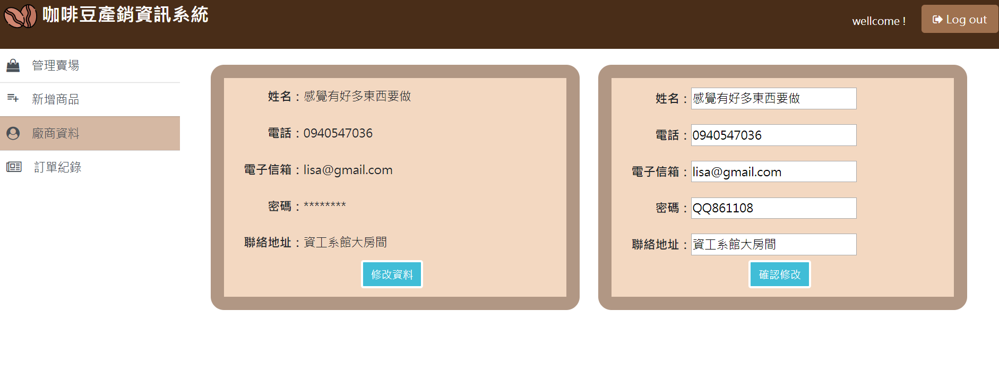 咖啡豆產銷資訊系統
wellcome !
Log out
管理賣場
新增商品
廠商資料
訂單紀錄
姓名：感覺有好多東西要做
電話：0940547036
電子信箱：lisa@gmail.com
密碼：********
聯絡地址：資工系館大房間
修改資料
姓名：感覺有好多東西要做
電話：0940547036
電子信箱：lisa@gmail.com
密碼：QQ861108
聯絡地址：資工系館大房間
確認修改